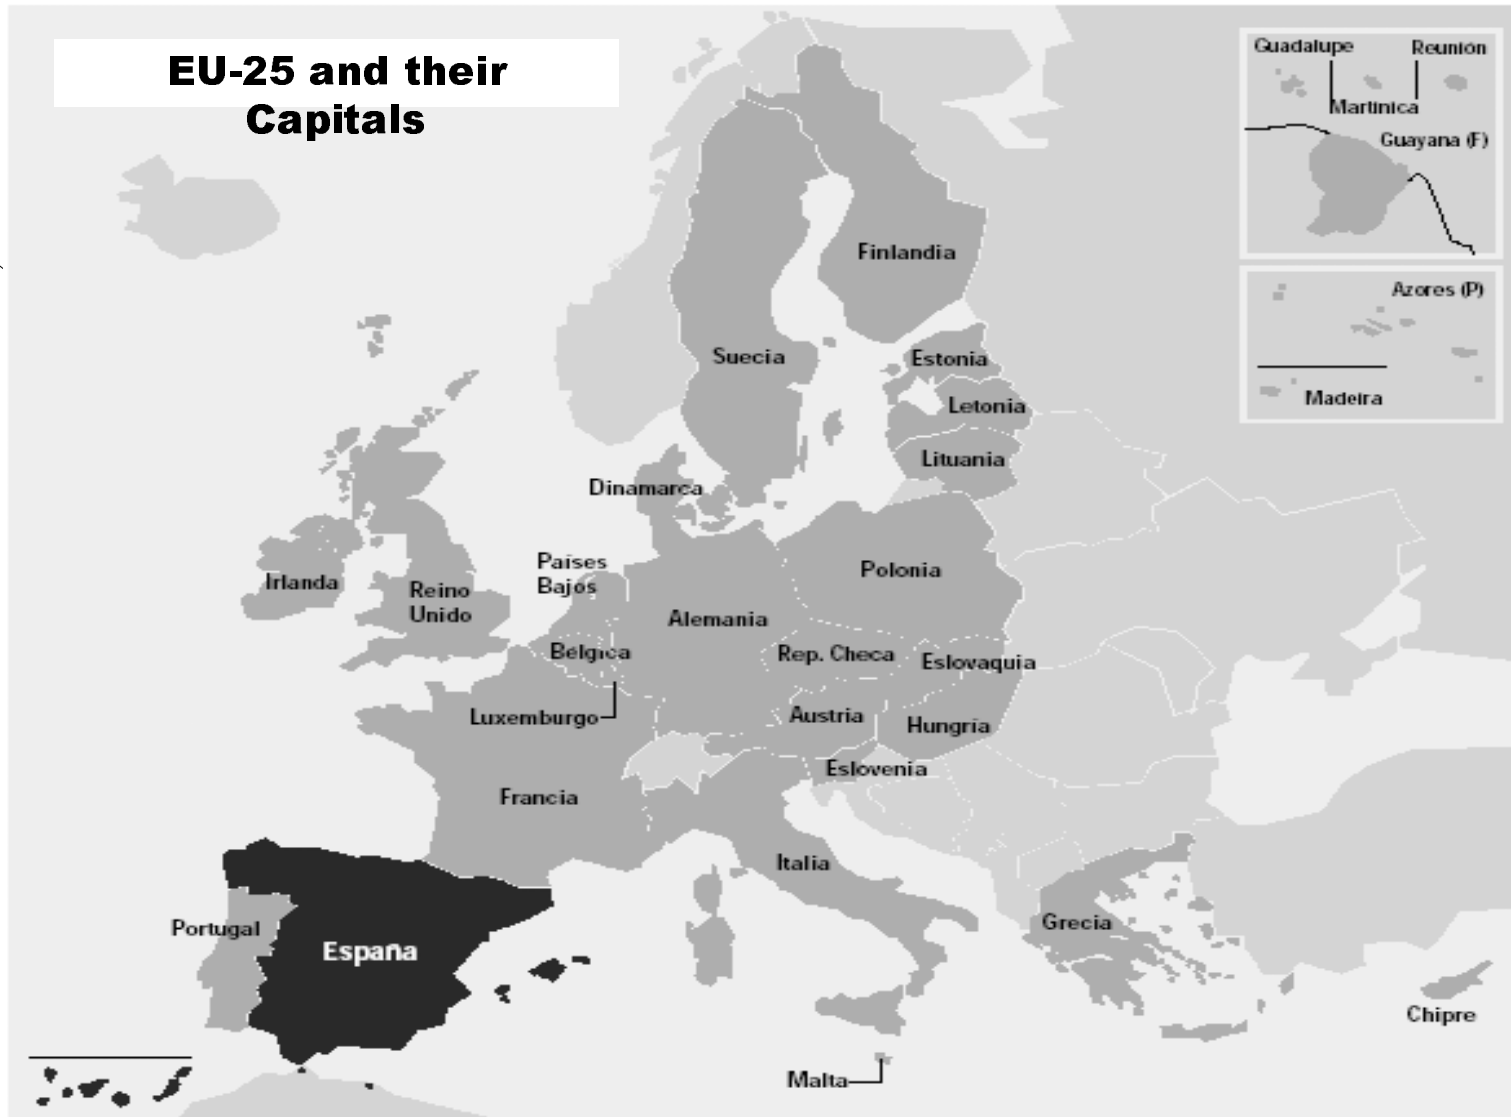 EU-25 and their
Capitals
Guadalupe
Reunión
Martinica
Guayana (F)
Azores (P)
Madeira
Finlandia
Suecia
Estonia
Letonia
Lituania
Dinamarca
Países
Bajos
Irlanda
Reino
Unido
Polonia
Alemania
Bélgica
Rep. Checa
Eslovaquia
Luxemburgo
Austria
Hungría
Eslovenia
Francia
Italia
Portugal
España
Grecia
Chipre
Malta